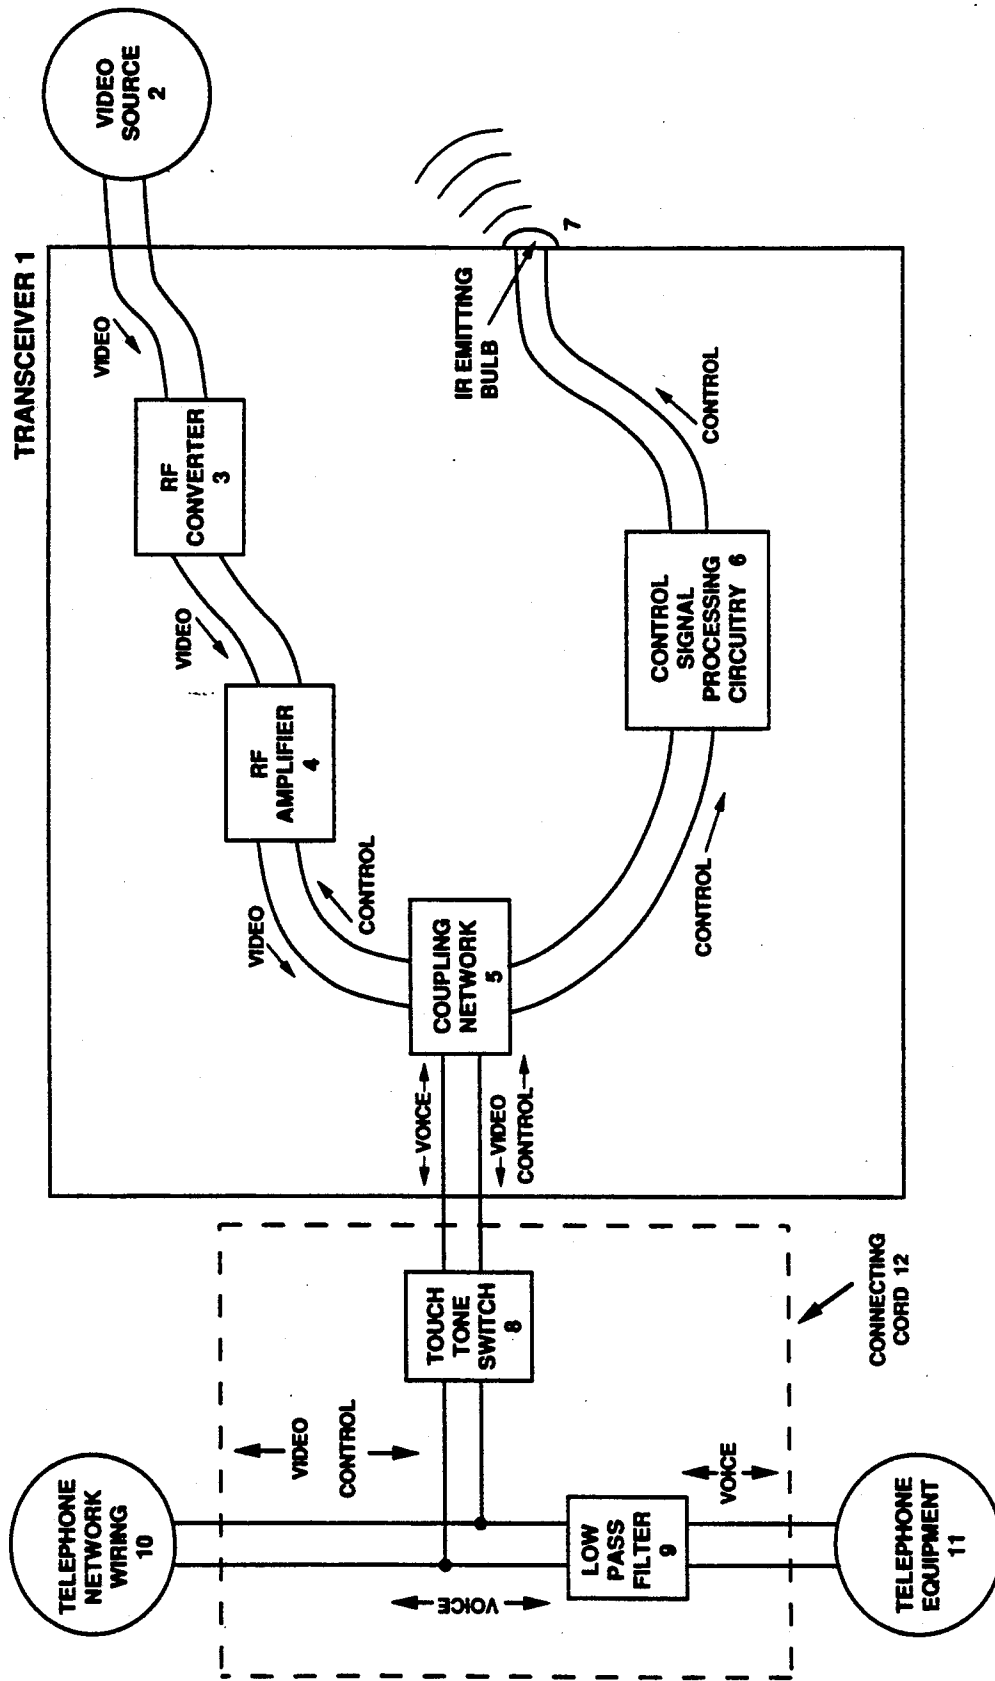 TRANSCEIVER 1
VIDEO
SOURCE
2
VIDEO
RF
CONVERTER
3
VIDEO
RF
AMPLIFIER
4
VIDEO
CONTROL
COUPLING
NETWORK
5
IR EMITTING
BULB
7
CONTROL
CONTROL
SIGNAL
PROCESSING
CIRCUITRY 6
CONTROL
VOICE
VIDEO
CONTROL
TOUCH
TONE
SWITCH
8
CONNECTING
CORD 12
VIDEO
CONTROL
TELEPHONE
NETWORK
WIRING
10
VOICE
LOW
PASS
FILTER
9
VOICE
TELEPHONE
EQUIPMENT
11